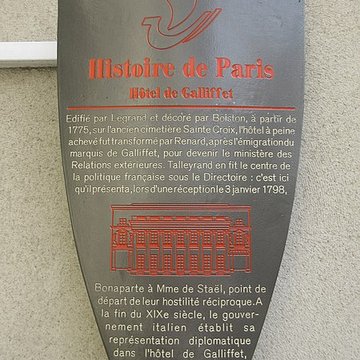 Histoire de Paris
Hôtel de Galliffet
Edifié par Legrand et décoré par Boiston, à partir de
1775, sur l'ancien cimetière Sainte Croix, l'hôtel à peine
achevé fut transformé par Renard, après l'émigration du
marquis de Galliffet, pour devenir le ministère des
Relations extérieures. Talleyrand en fit le centre de
la politique française sous le Directoire : c'est ici
qu'il présenta, lors d'une réception le 3 janvier 1798,
Bonaparte à Mme de Staël, point de
départ de leur hostilité réciproque. A
la fin du XIXe siècle, le gouver-
nement italien établit sa
représentation diplomatique
dans l'hôtel de Galliffet,